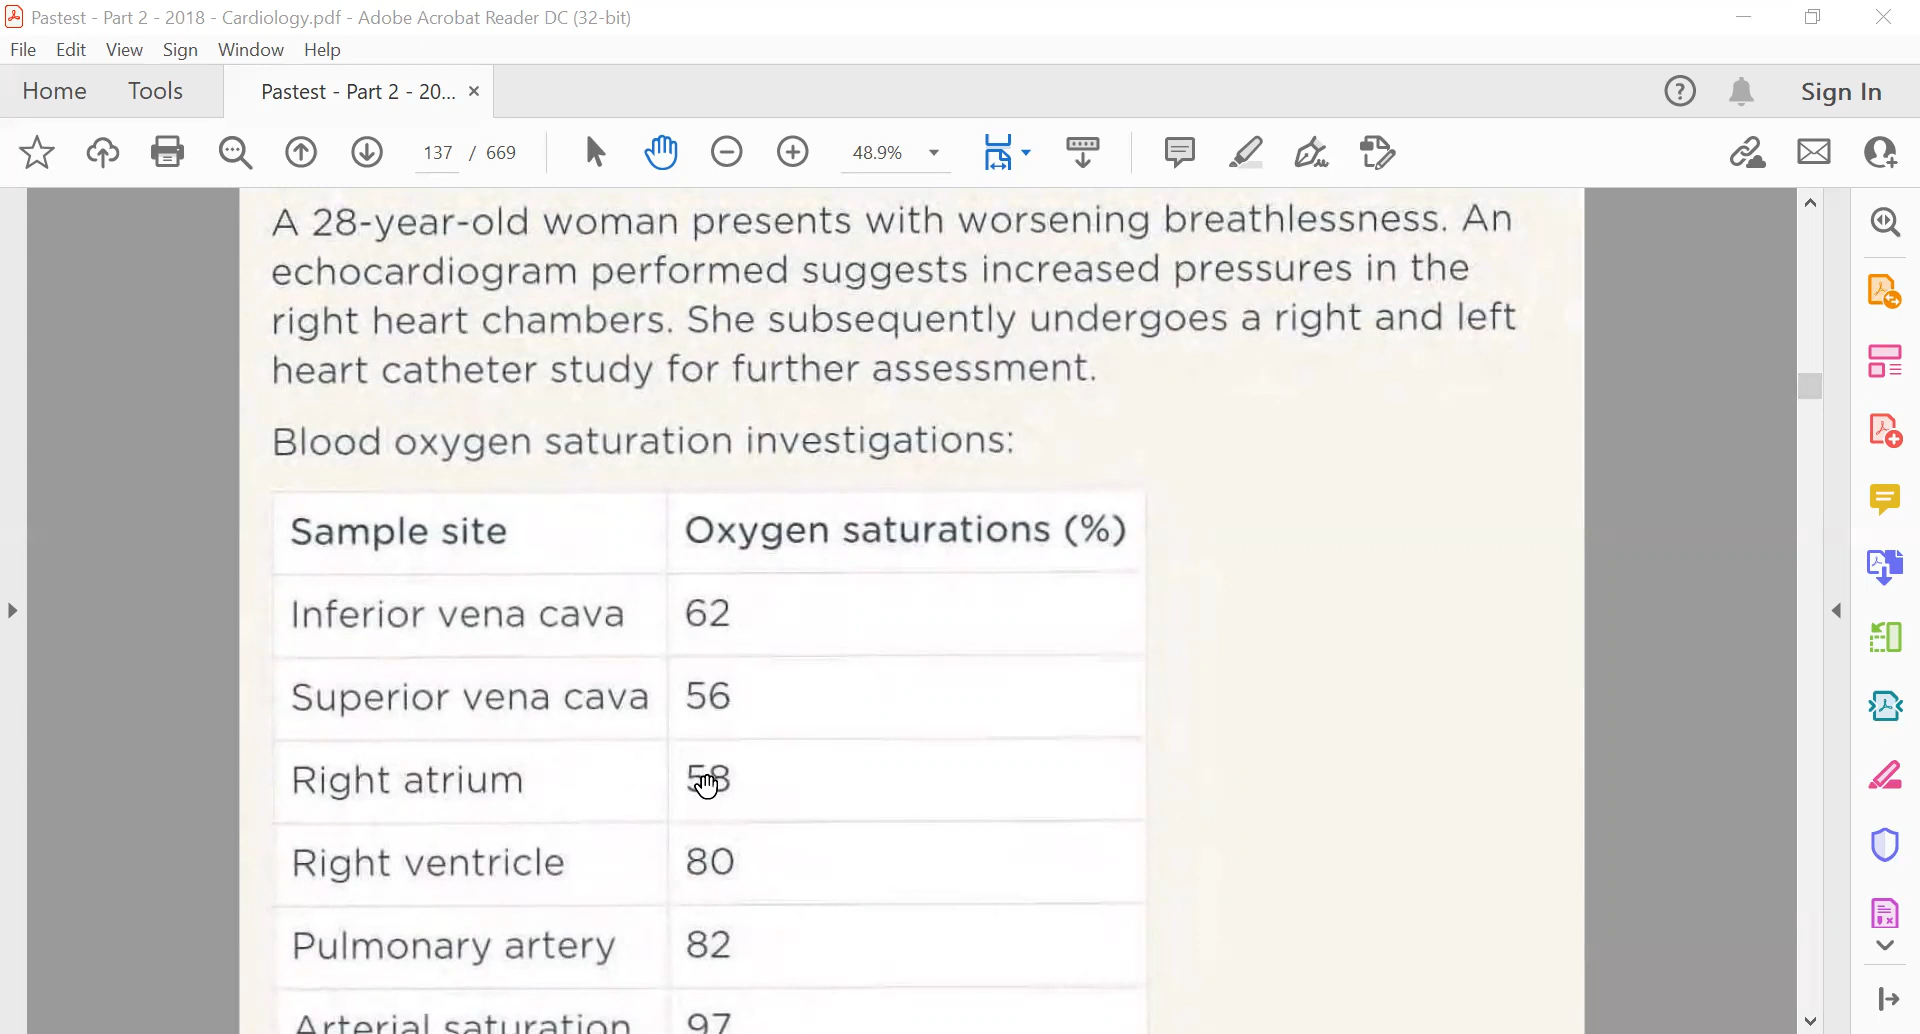 Pastest - Part 2 - 2018 - Cardiology.pdf - Adobe Acrobat Reader DC (32-bit)
File Edit View Sign Window Help
Home Tools Pastest - Part 2 - 20... × Sign In
137 / 669 48.9%
A 28-year-old woman presents with worsening breathlessness. An
echocardiogram performed suggests increased pressures in the
right heart chambers. She subsequently undergoes a right and left
heart catheter study for further assessment.
Blood oxygen saturation investigations:
Sample site Oxygen saturations (%)
Inferior vena cava 62
Superior vena cava 56
Right atrium 58
Right ventricle 80
Pulmonary artery 82
Arterial saturation 97